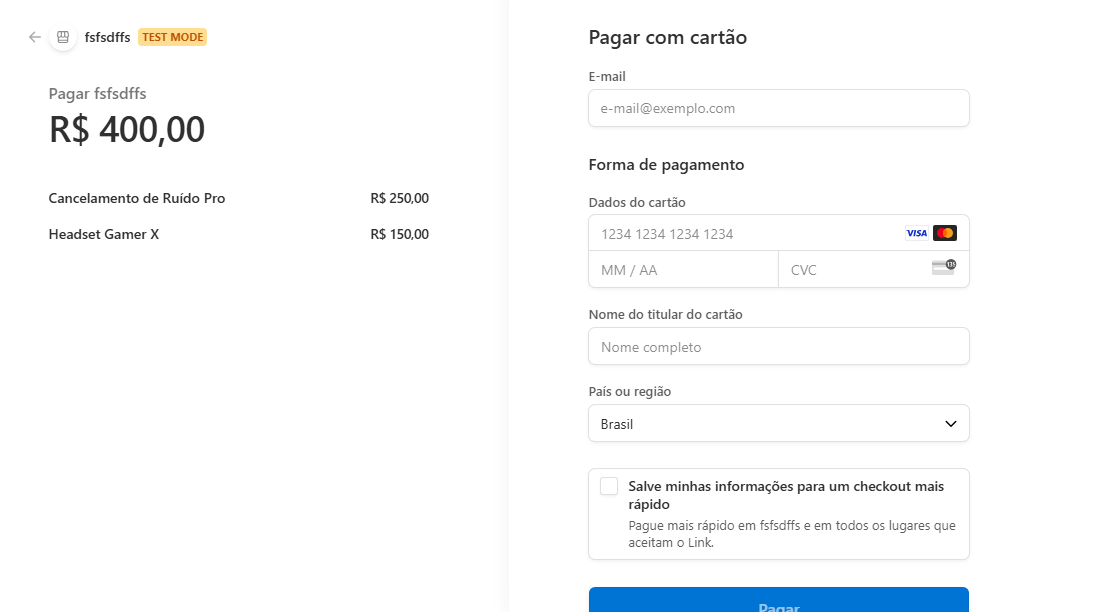 fsfsdffs TEST MODE
Pagar fsfsdffs
R$ 400,00
Cancelamento de Ruído Pro R$ 250,00
Headset Gamer X R$ 150,00
Pagar com cartão
E-mail
e-mail@exemplo.com
Forma de pagamento
Dados do cartão
1234 1234 1234 1234 VISA
MM / AA CVC 135
Nome do titular do cartão
Nome completo
País ou região
Brasil
Salve minhas informações para um checkout mais
rápido
Pague mais rápido em fsfsdffs e em todos os lugares que
aceitam o Link.
Pagar